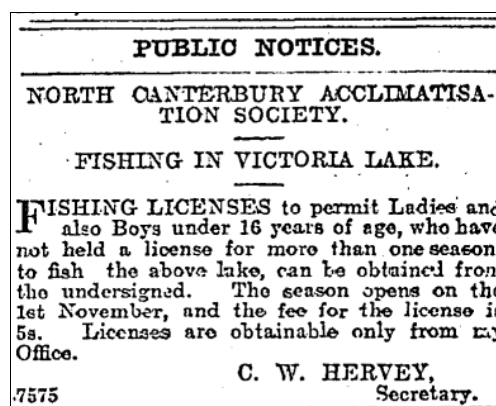 PUBLIC NOTICES.
NORTH CANTERBURY ACCLIMATISA-
TION SOCIETY.
FISHING IN VICTORIA LAKE.
FISHING LICENSES to permit Ladies and
also Boys under 16 years of age, who have
not held a license for more than one season
to fish the above lake, can be obtained from
the undersigned. The season opens on the
1st November, and the fee for the license is
5s. Licenses are obtainable only from my
Office.
C. W. HERVEY,
7575 Secretary.